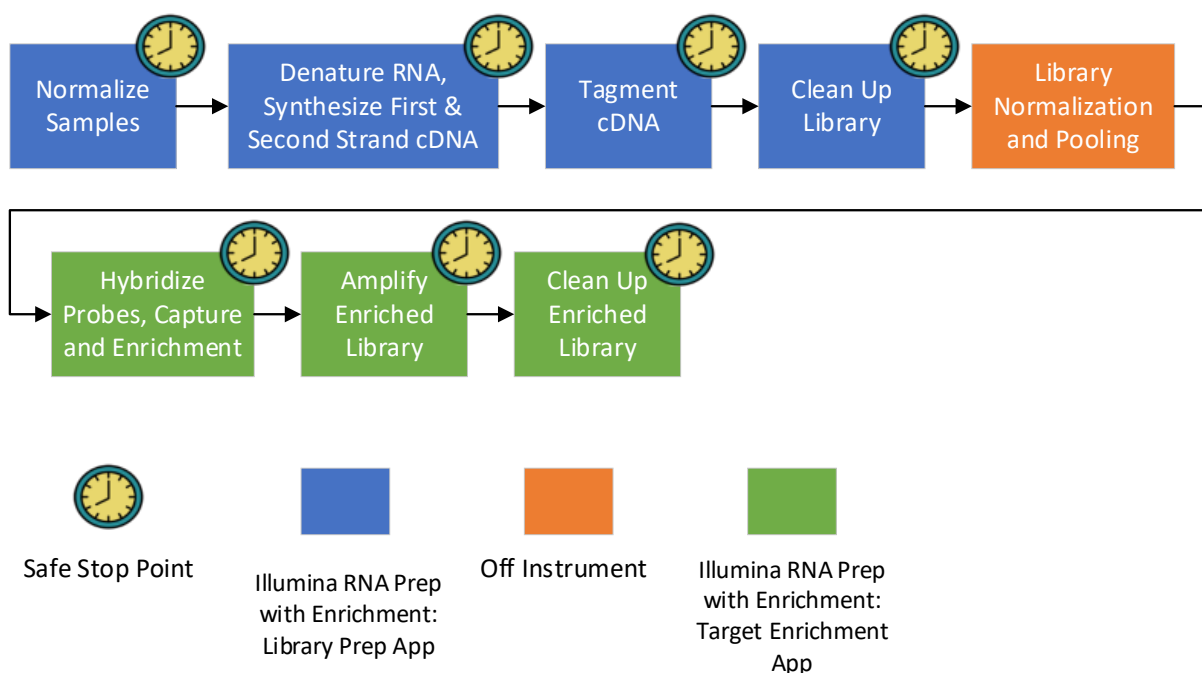 Normalize
Samples
Denature RNA,
Synthesize First &
Second Strand cDNA
Tagment
cDNA
Clean Up
Library
Library
Normalization
and Pooling
Hybridize
Probes, Capture
and Enrichment
Amplify
Enriched
Library
Clean Up
Enriched
Library
Safe Stop Point
Illumina RNA Prep
with Enrichment:
Library Prep App
Off Instrument
Illumina RNA Prep
with Enrichment:
Target Enrichment
App